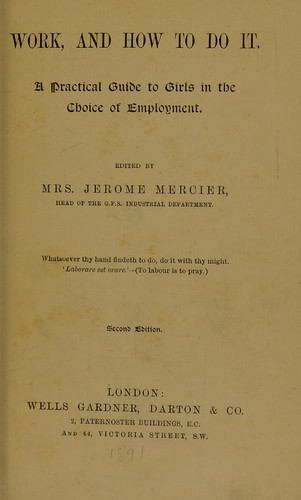 WORK, AND HOW TO DO IT.
A Practical Guide to Girls in the
Choice of Employment.
EDITED BY
MRS. JEROME MERCIER,
HEAD OF THE G.F.S. INDUSTRIAL DEPARTMENT.
Whatsoever thy hand findeth to do, do it with thy might.
'Laborare est orare.'—(To labour is to pray.)
Second Edition.
LONDON:
WELLS GARDNER, DARTON & CO.
2, PATERNOSTER BUILDINGS, E.C.
AND 44, VICTORIA STREET, S.W.
1891